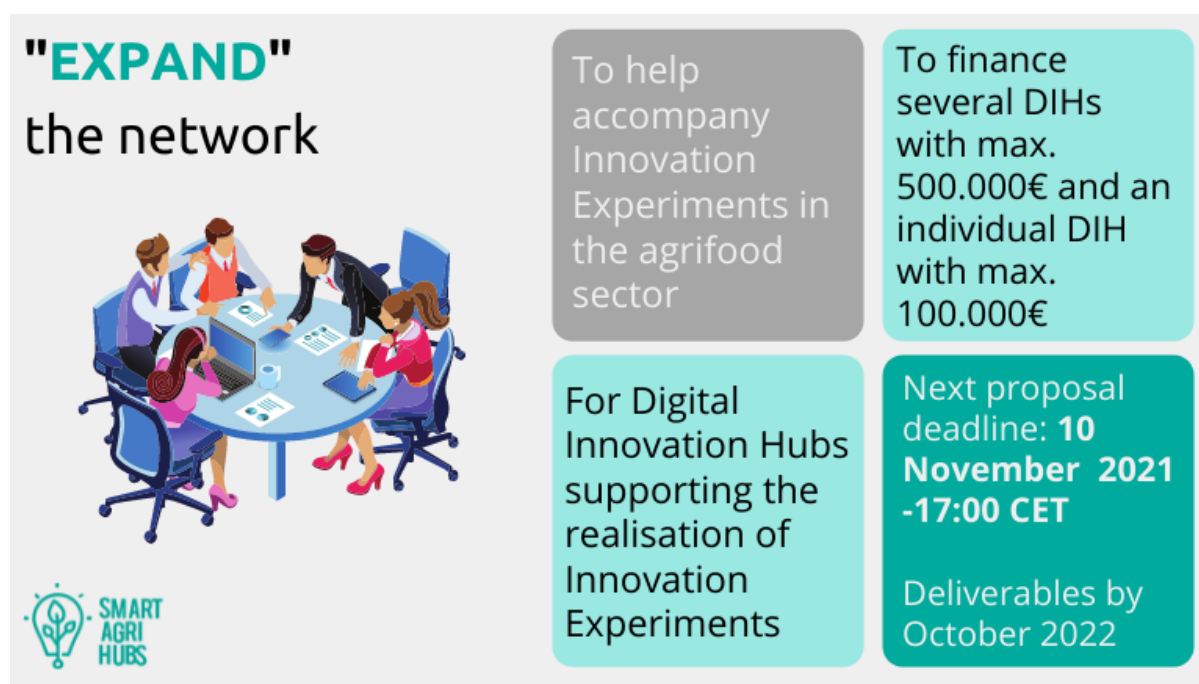 "EXPAND"
the network
To help
accompany
Innovation
Experiments in
the agrifood
sector
To finance
several DIHs
with max.
500.000€ and an
individual DIH
with max.
100.000€
For Digital
Innovation Hubs
supporting the
realisation of
Innovation
Experiments
Next proposal
deadline: 10
November 2021
-17:00 CET
Deliverables by
October 2022
SMART
AGRI
HUBS